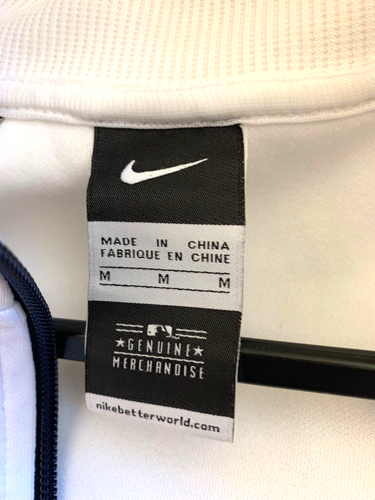 MADE IN CHINA
FABRIQUE EN CHINE
M M M
GENUINE
MERCHANDISE
nikebetterworld.com